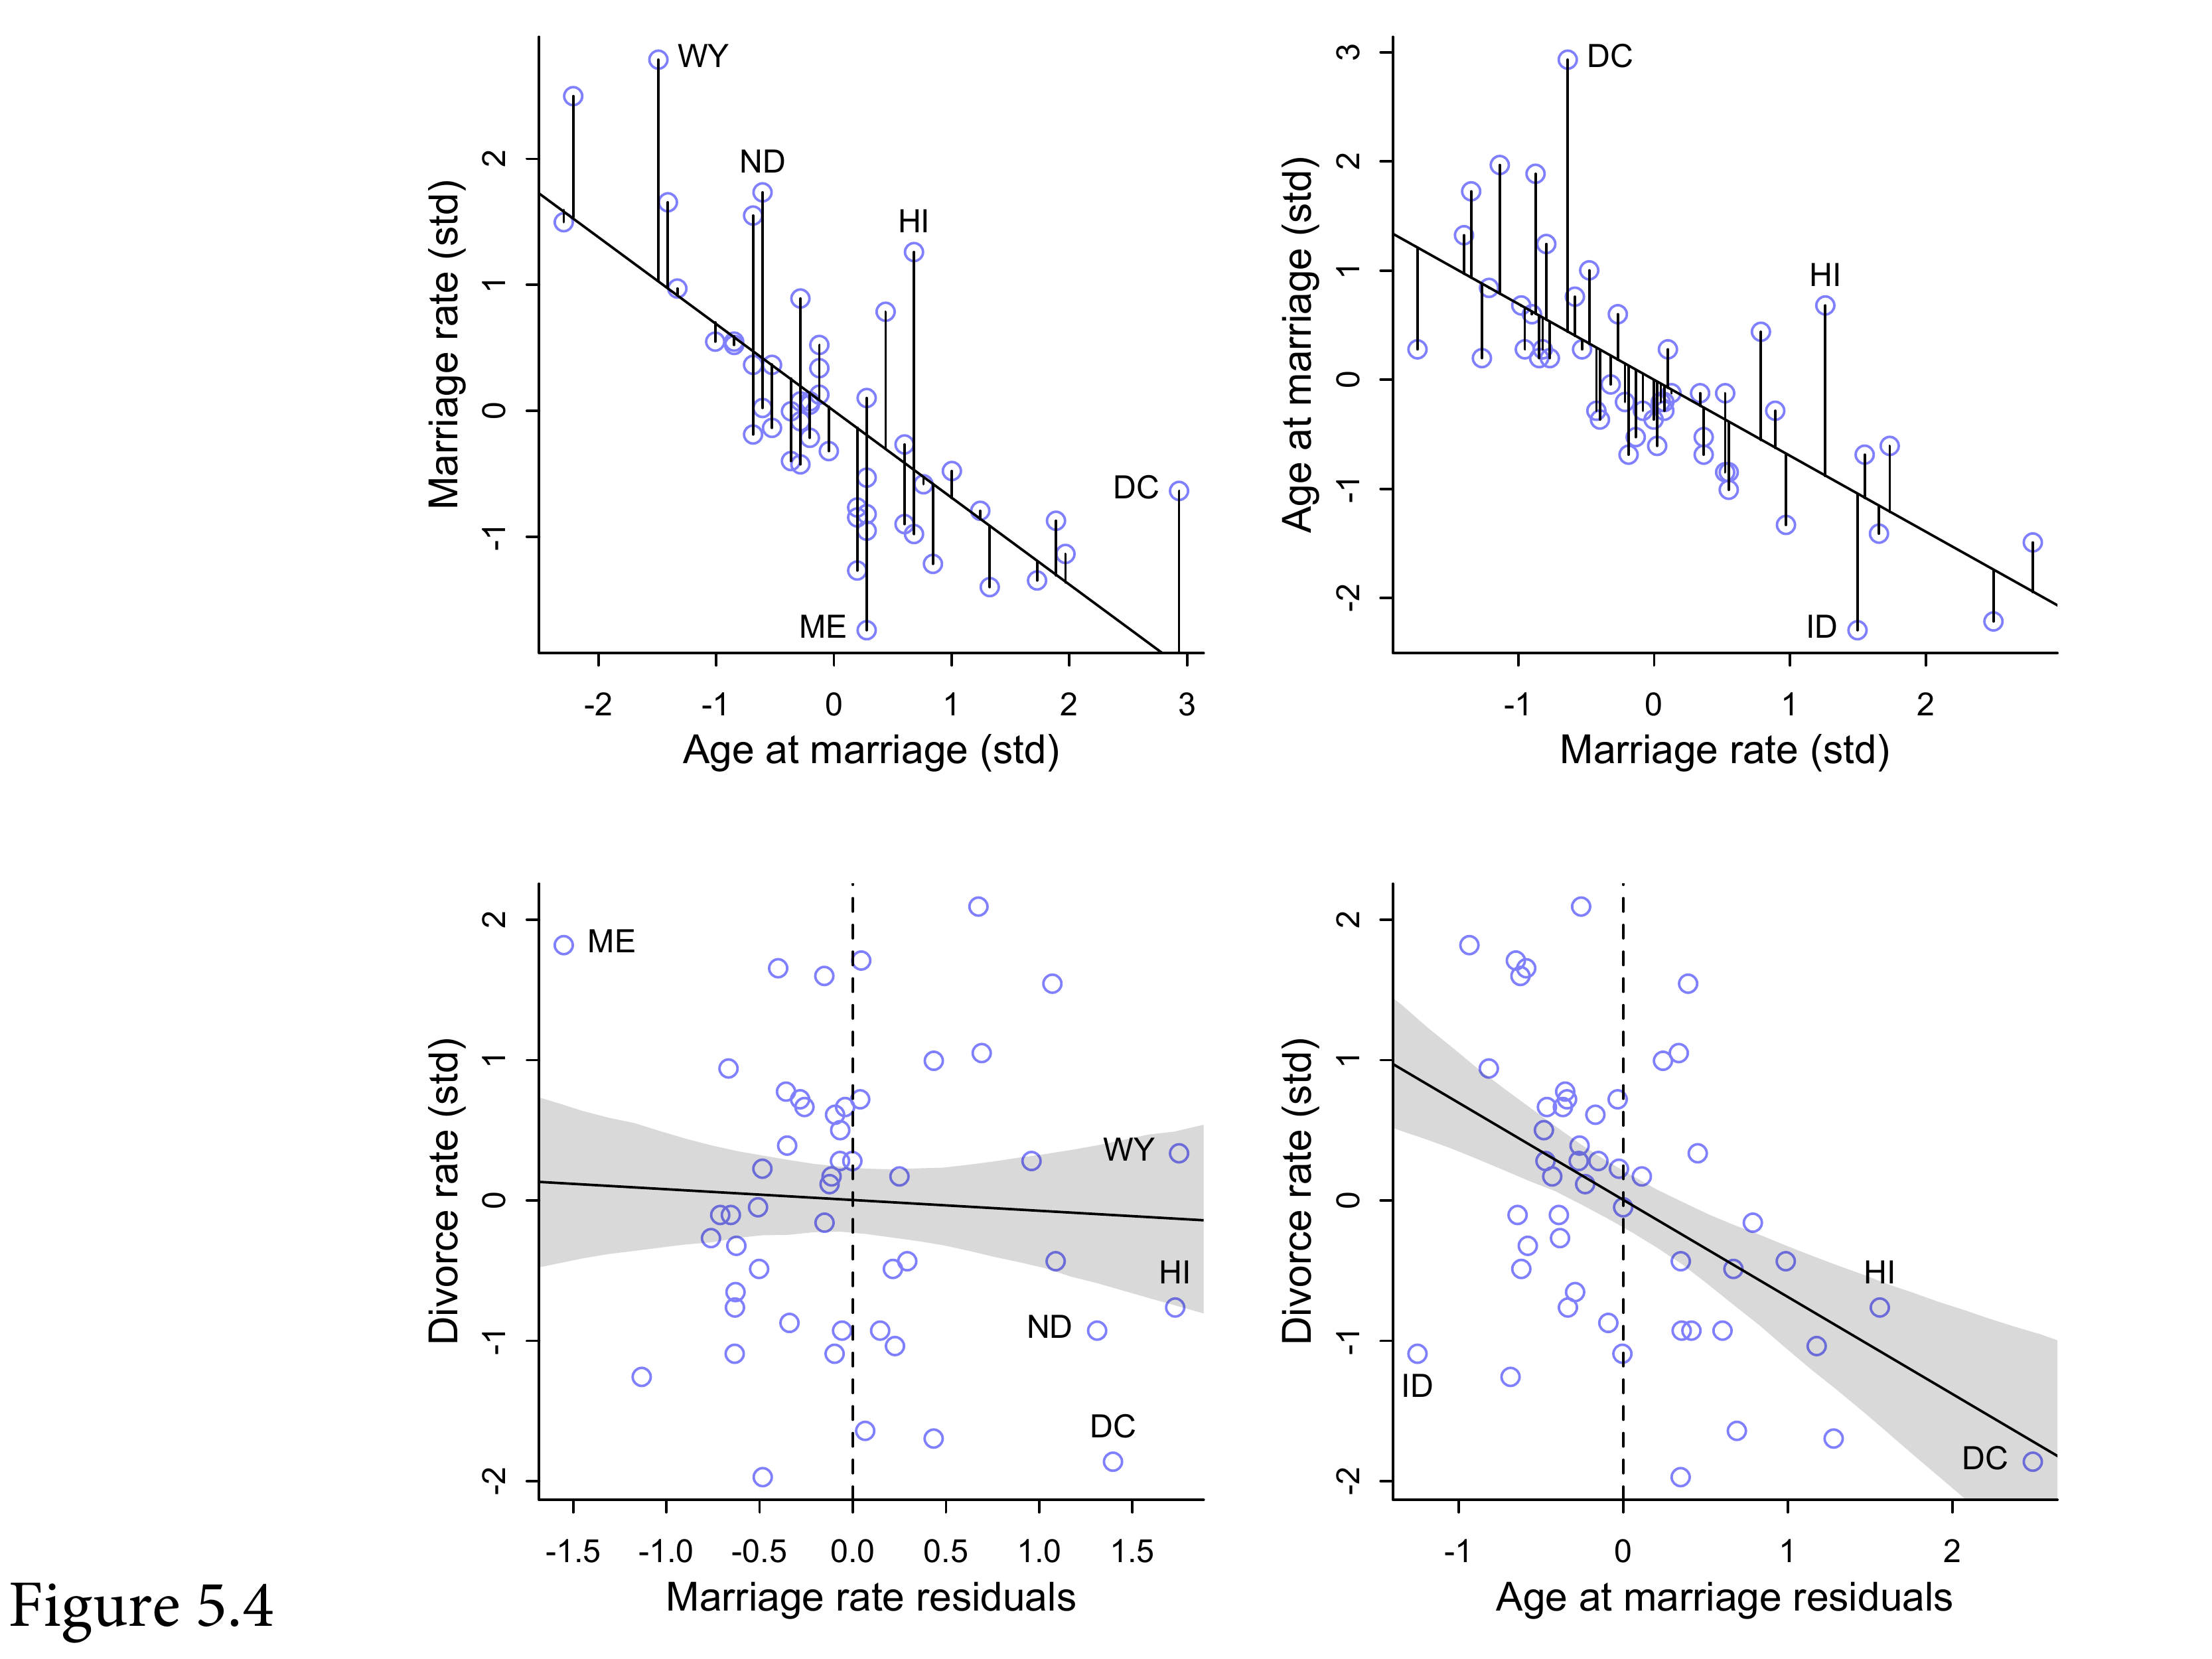 WY
ND
HI
DC
ME
2
1
0
-1
Marriage rate (std)
-2 -1 0 1 2 3
Age at marriage (std)
DC
HI
ID
3
2
1
0
-1
-2
Age at marriage (std)
-1 0 1 2
Marriage rate (std)
ME
WY
HI
ND
DC
2
1
0
-1
-2
Divorce rate (std)
-1.5 -1.0 -0.5 0.0 0.5 1.0 1.5
Marriage rate residuals
HI
ID
DC
2
1
0
-1
-2
Divorce rate (std)
-1 0 1 2
Age at marriage residuals
Figure 5.4